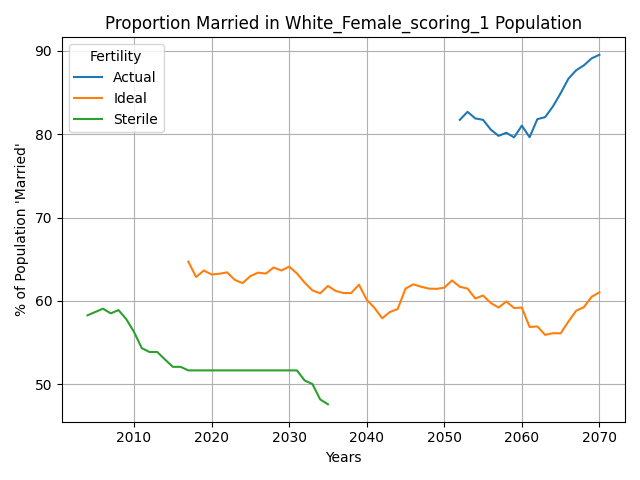 Proportion Married in White_Female_scoring_1 Population
Fertility
Actual
Ideal
Sterile
% of Population 'Married'
90
80
70
60
50
2010 2020 2030 2040 2050 2060 2070
Years